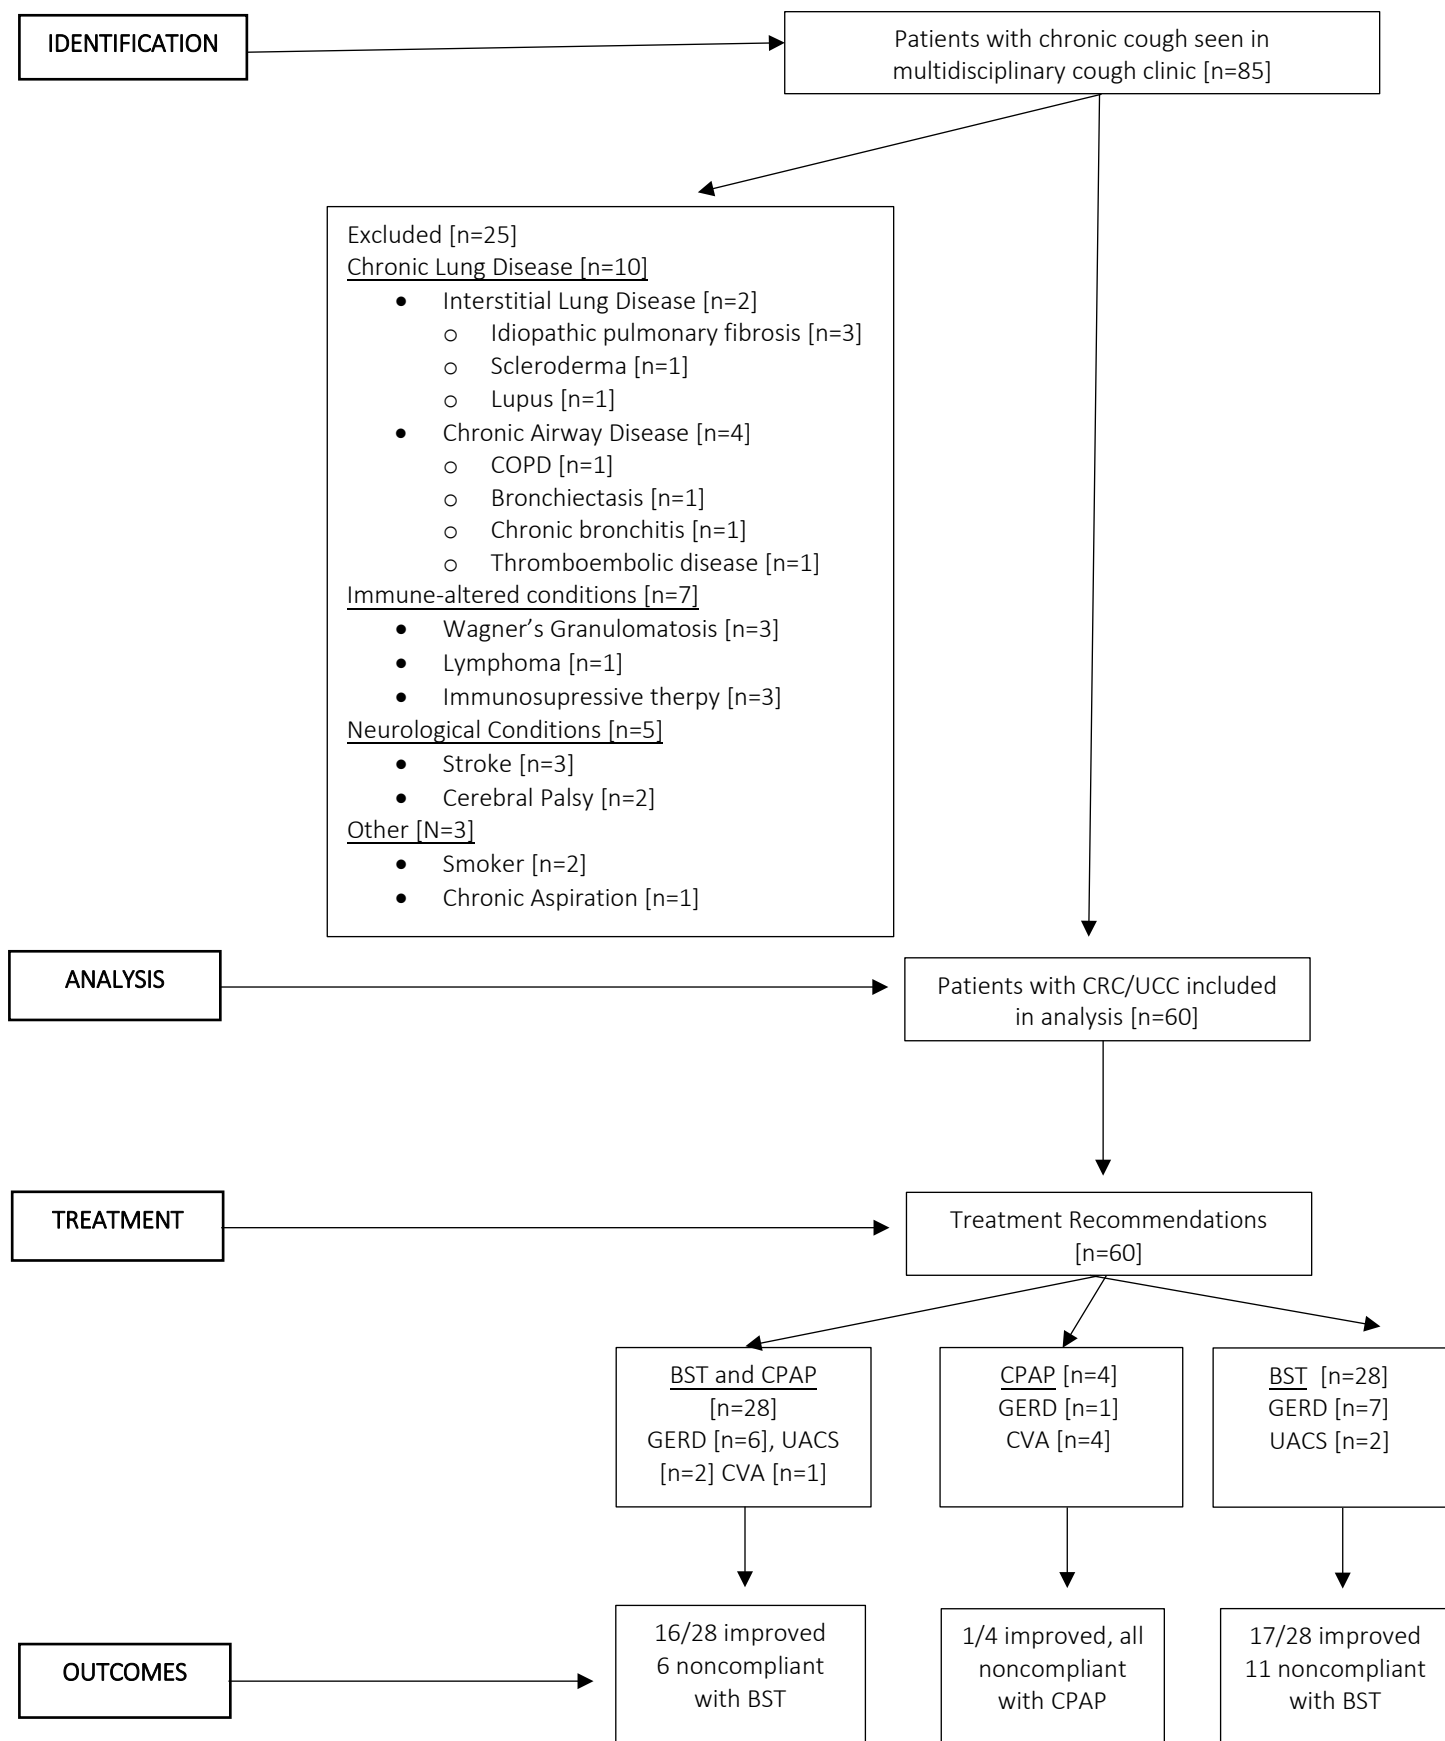 IDENTIFICATION
Patients with chronic cough seen in
multidisciplinary cough clinic [n=85]
Excluded [n=25]
Chronic Lung Disease [n=10]
• Interstitial Lung Disease [n=2]
o Idiopathic pulmonary fibrosis [n=3]
o Scleroderma [n=1]
o Lupus [n=1]
• Chronic Airway Disease [n=4]
o COPD [n=1]
o Bronchiectasis [n=1]
o Chronic bronchitis [n=1]
o Thromboembolic disease [n=1]
Immune-altered conditions [n=7]
• Wagner’s Granulomatosis [n=3]
• Lymphoma [n=1]
• Immunosupressive therpy [n=3]
Neurological Conditions [n=5]
• Stroke [n=3]
• Cerebral Palsy [n=2]
Other [N=3]
• Smoker [n=2]
• Chronic Aspiration [n=1]
ANALYSIS
Patients with CRC/UCC included
in analysis [n=60]
TREATMENT
Treatment Recommendations
[n=60]
BST and CPAP
[n=28]
GERD [n=6], UACS
[n=2] CVA [n=1]
CPAP [n=4]
GERD [n=1]
CVA [n=4]
BST [n=28]
GERD [n=7]
UACS [n=2]
OUTCOMES
16/28 improved
6 noncompliant
with BST
1/4 improved, all
noncompliant
with CPAP
17/28 improved
11 noncompliant
with BST